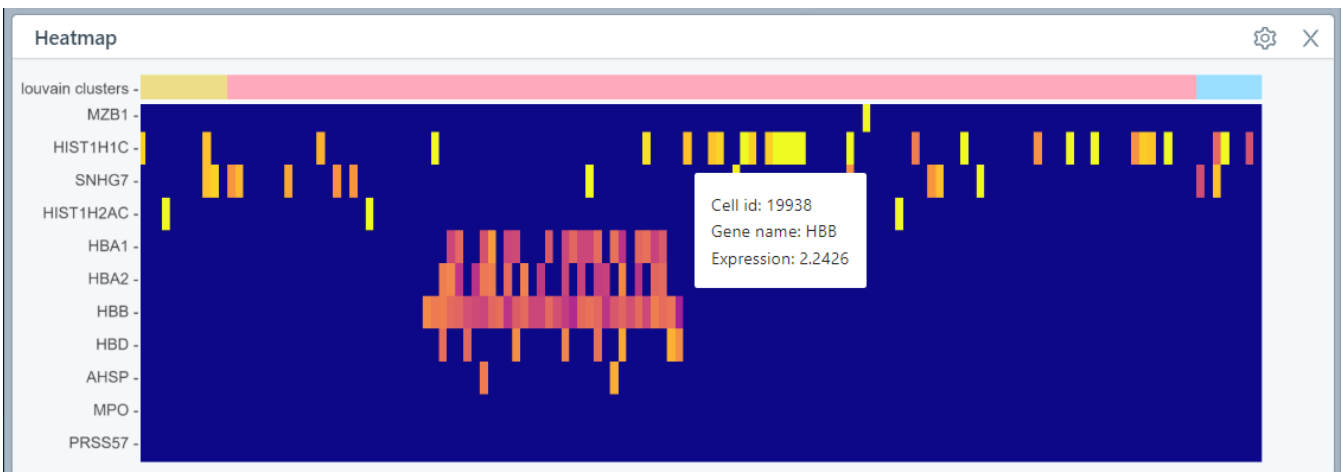 Heatmap
louvain clusters -
MZB1 -
HIST1H1C -
SNHG7 -
HIST1H2AC -
HBA1 -
HBA2 -
HBB -
HBD -
AHSP -
MPO -
PRSS57 -
Cell id: 19938
Gene name: HBB
Expression: 2.2426